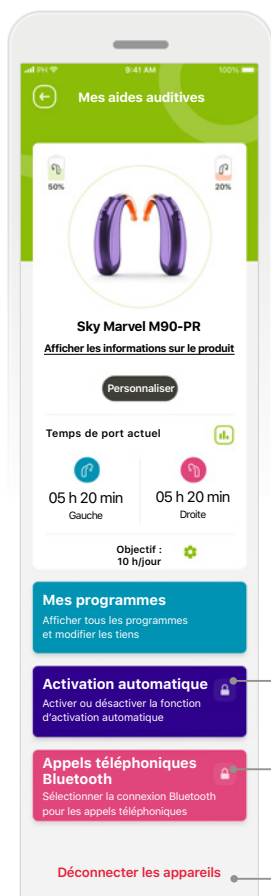 PH 9:41 AM 100%
Mes aides auditives
50% 20%
Sky Marvel M90-PR
Afficher les informations sur le produit
Personnaliser
Temps de port actuel
05 h 20 min 05 h 20 min
Gauche Droite
Objectif :
10 h/jour
Mes programmes
Afficher tous les programmes
et modifier les tiens
Activation automatique
Activer ou désactiver la fonction
d'activation automatique
Appels téléphoniques
Bluetooth
Sélectionner la connexion Bluetooth
pour les appels téléphoniques
Déconnecter les appareils